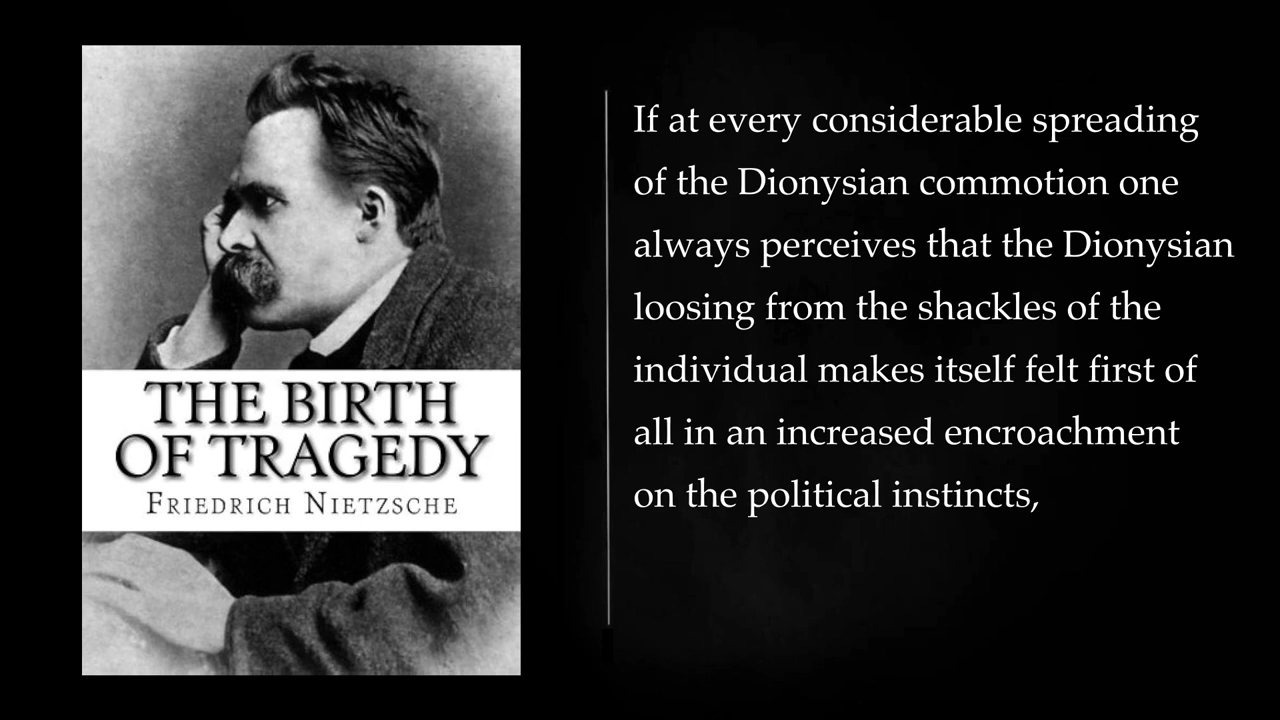 THE BIRTH
OF TRAGEDY
Friedrich Nietzsche
If at every considerable spreading
of the Dionysian commotion one
always perceives that the Dionysian
loosing from the shackles of the
individual makes itself felt first of
all in an increased encroachment
on the political instincts,